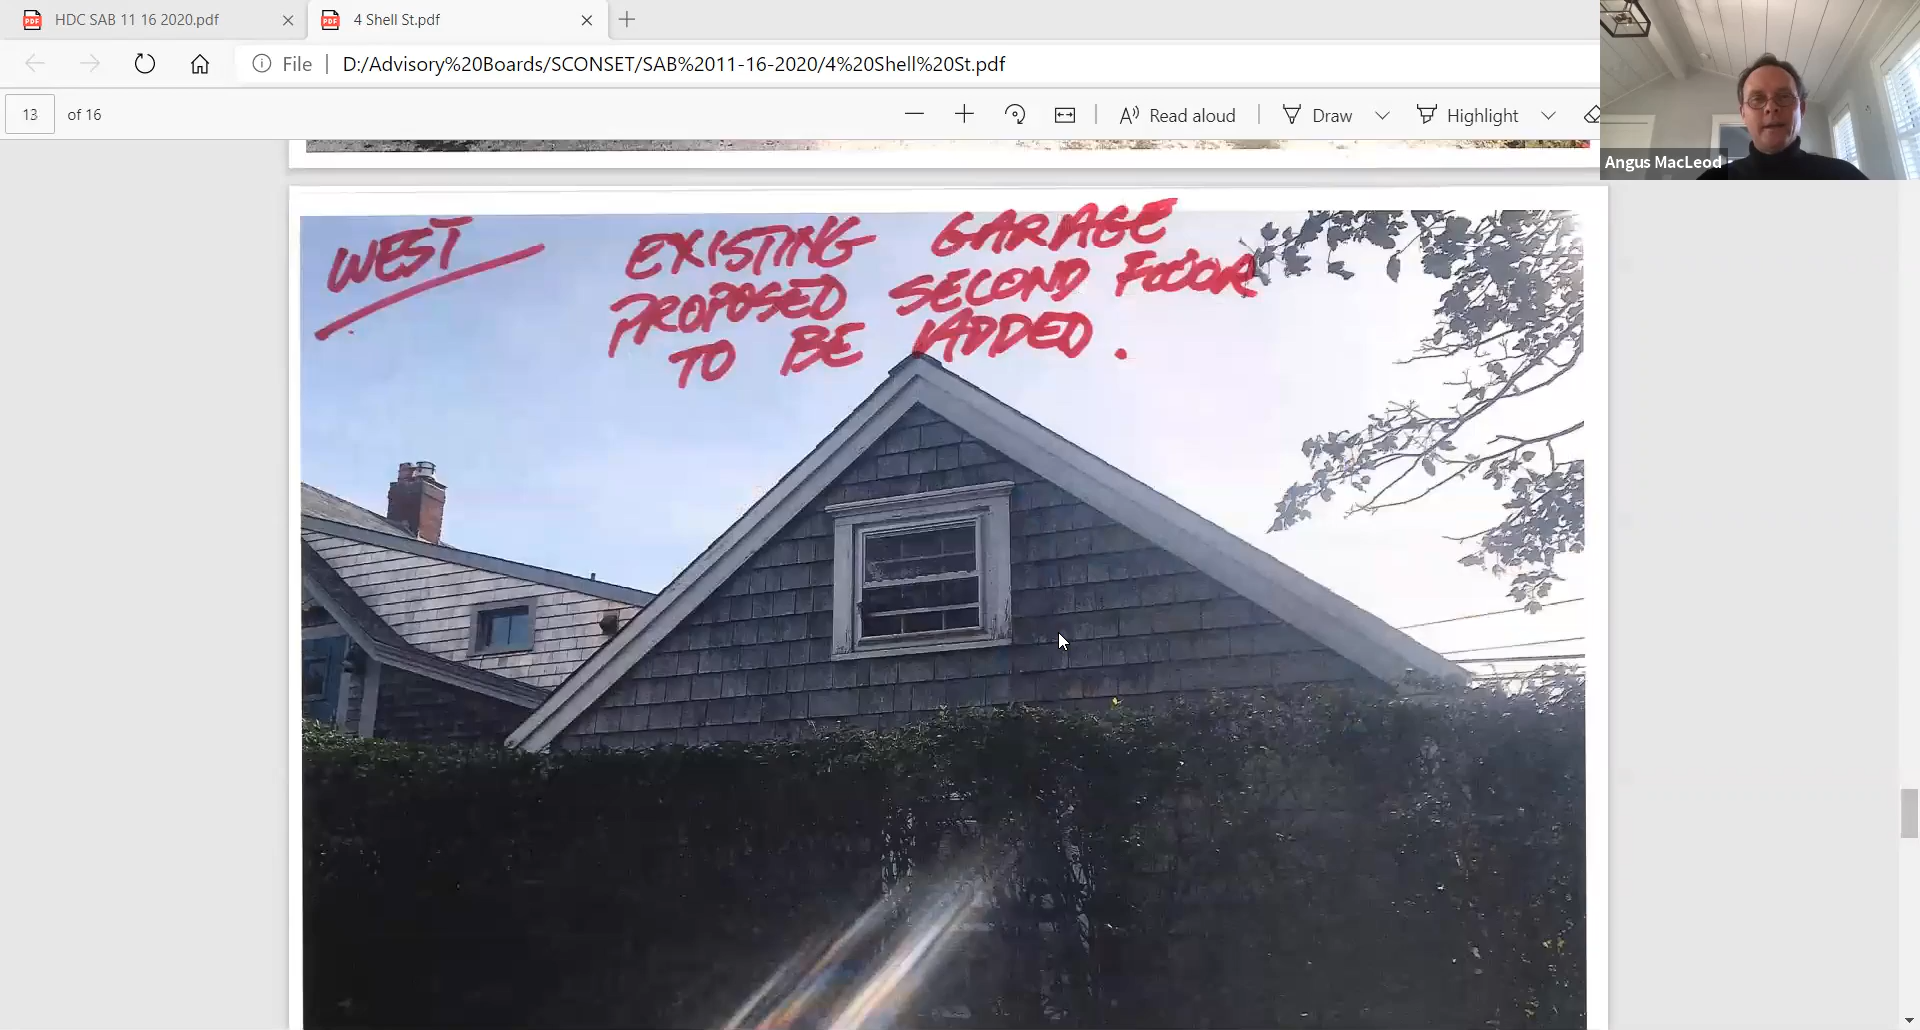 HDC SAB 11 16 2020.pdf
4 Shell St.pdf
File
D:/Advisory%20Boards/SCONSET/SAB%2011-16-2020/4%20Shell%20St.pdf
13 of 16
Read aloud
Draw
Highlight
Angus MacLeod
WEST
EXISTING GARAGE
PROPOSED SECOND FLOOR
TO BE ADDED.